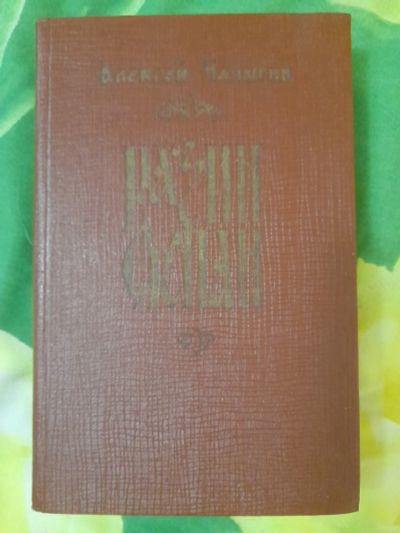 Алексей Чапыгин
Разин
Степан